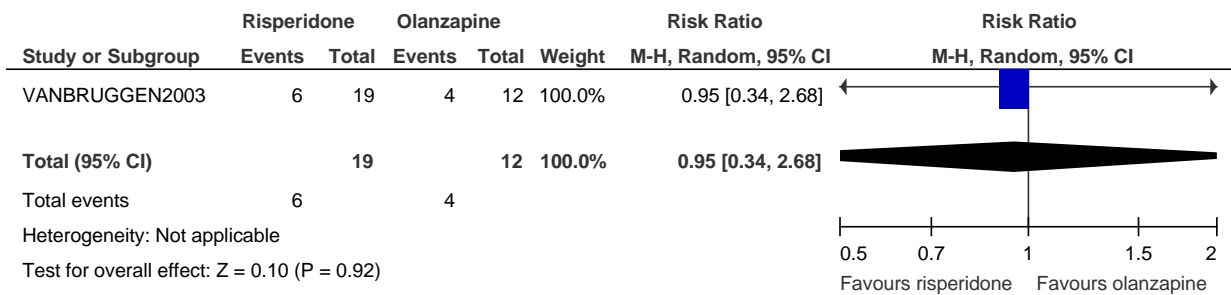 Risperidone Olanzapine Risk Ratio Risk Ratio
Study or Subgroup Events Total Events Total Weight M-H, Random, 95% CI M-H, Random, 95% CI
VANBRUGGEN2003 6 19 4 12 100.0% 0.95 [0.34, 2.68]
Total (95% CI) 19 12 100.0% 0.95 [0.34, 2.68]
Total events 6 4
Heterogeneity: Not applicable
Test for overall effect: Z = 0.10 (P = 0.92)
0.5 0.7 1 1.5 2
Favours risperidone Favours olanzapine